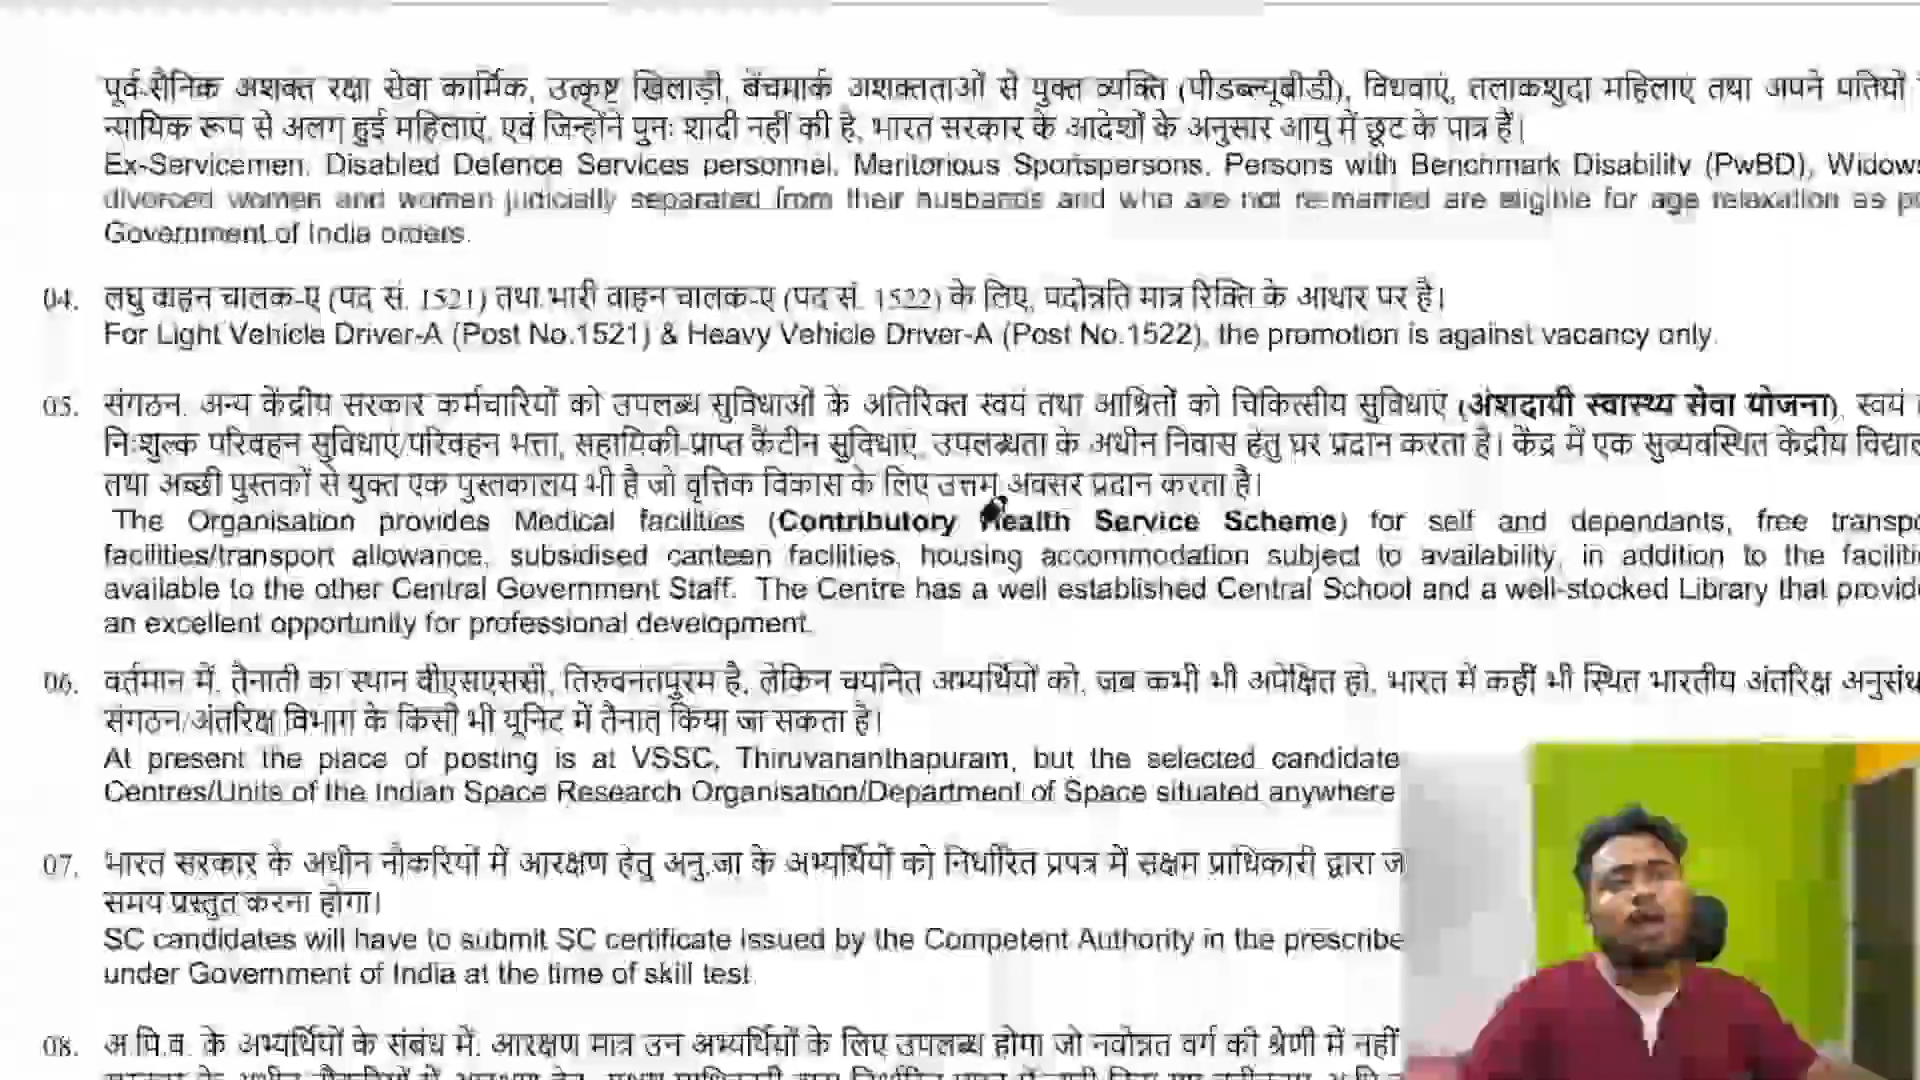 पूर्व-सैनिक अशक्त रक्षा सेवा कार्मिक, उत्कृष्ट खिलाड़ी, बेंचमार्क अशक्तताओं से युक्त व्यक्ति (पीडब्ल्यूबीडी), विधवाएं, तलाकशुदा महिलाएं तथा अपने पतियों
न्यायिक रूप से अलग हुई महिलाएं, एवं जिन्होंने पुनः शादी नहीं की है, भारत सरकार के आदेशों के अनुसार आयु में छूट के पात्र हैं।
Ex-Servicemen, Disabled Defence Services personnel, Meritorious Sportspersons, Persons with Benchmark Disability (PwBD), Widows
divorced women and women judicially separated from their husbands and who are not re-married are eligible for age relaxation as
Government of India orders.
04. लघु वाहन चालक-ए (पद सं. 1521) तथा भारी वाहन चालक-ए (पद सं. 1522) के लिए, पदोन्नति मात्र रिक्ति के आधार पर है।
For Light Vehicle Driver-A (Post No.1521) & Heavy Vehicle Driver-A (Post No.1522), the promotion is against vacancy only.
05. संगठन, अन्य केंद्रीय सरकार कर्मचारियों को उपलब्ध सुविधाओं के अतिरिक्त स्वयं तथा आश्रितों को चिकित्सीय सुविधाएं (अंशदायी स्वास्थ्य सेवा योजना), स्वयं
निःशुल्क परिवहन सुविधाएं/परिवहन भत्ता, सहायिकी-प्राप्त कैंटीन सुविधाएं, उपलब्धता के अधीन निवास हेतु घर प्रदान करता है। केंद्र में एक सुव्यवस्थित केंद्रीय
तथा अच्छी पुस्तकों से युक्त एक पुस्तकालय भी है जो वृत्तिक विकास के लिए उत्तम अवसर प्रदान करता है।
The Organisation provides Medical facilities (Contributory Health Service Scheme) for self and dependants, free
facilities/transport allowance, subsidised canteen facilities, housing accommodation subject to availability, in addition to the
available to the other Central Government Staff. The Centre has a well established Central School and a well-stocked Library that
an excellent opportunity for professional development.
06. वर्तमान में, तैनाती का स्थान वीएसएससी, तिरुवनंतपुरम है, लेकिन चयनित अभ्यर्थियों को, जब कभी भी अपेक्षित हो, भारत में कहीं भी स्थित भारतीय अंतरिक्ष
संगठन/अंतरिक्ष विभाग के किसी भी यूनिट में तैनात किया जा सकता है।
At present the place of posting is at VSSC, Thiruvananthapuram, but the selected candidate
Centres/Units of the Indian Space Research Organisation/Department of Space situated anywhere
07. भारत सरकार के अधीन नौकरियों में आरक्षण हेतु अनु.जा के अभ्यर्थियों को निर्धारित प्रपत्र में सक्षम प्राधिकारी द्वारा
समय प्रस्तुत करना होगा।
SC candidates will have to submit SC certificate issued by the Competent Authority in the prescribe
under Government of India at the time of skill test.
08. अ.पि.व. के अभ्यर्थियों के संबंध में, आरक्षण मात्र उन अभ्यर्थियों के लिए उपलब्ध होगा जो नवोन्नत वर्ग की श्रेणी में नहीं